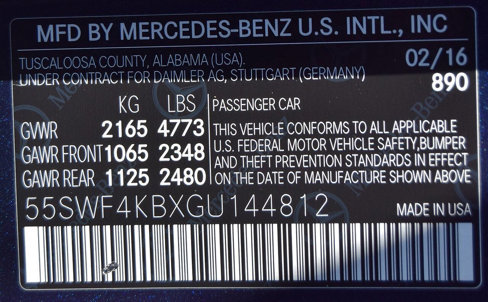 MFD BY MERCEDES-BENZ U.S. INTL., INC
TUSCALOOSA COUNTY, ALABAMA (USA). 02/16
UNDER CONTRACT FOR DAIMLER AG, STUTTGART (GERMANY)
890
KG LBS PASSENGER CAR
GVWR 2165 4773 THIS VEHICLE CONFORMS TO ALL APPLICABLE
U.S. FEDERAL MOTOR VEHICLE SAFETY,BUMPER
GAWR FRONT 1065 2348 AND THEFT PREVENTION STANDARDS IN EFFECT
GAWR REAR 1125 2480 ON THE DATE OF MANUFACTURE SHOWN ABOVE
55SWF4KBXGU144812 MADE IN USA